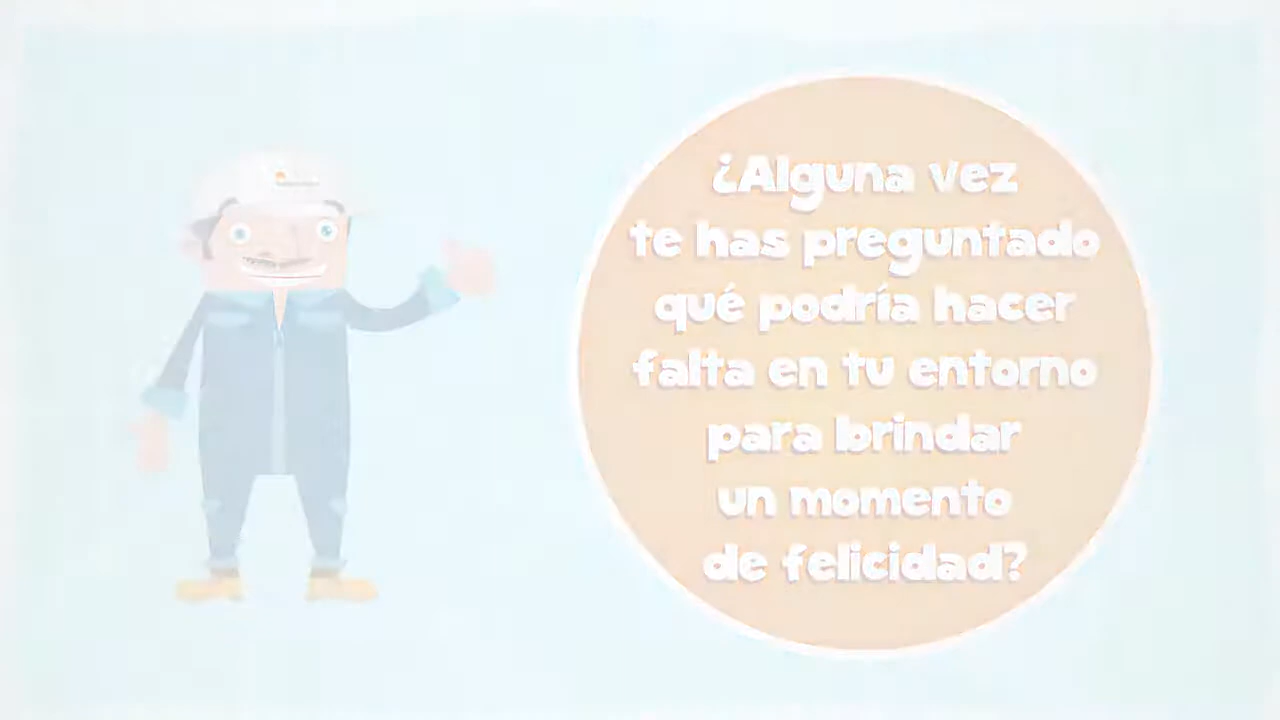 ¿Alguna vez
te has preguntado
qué podría hacer
falta en tu entorno
para brindar
un momento
de felicidad?